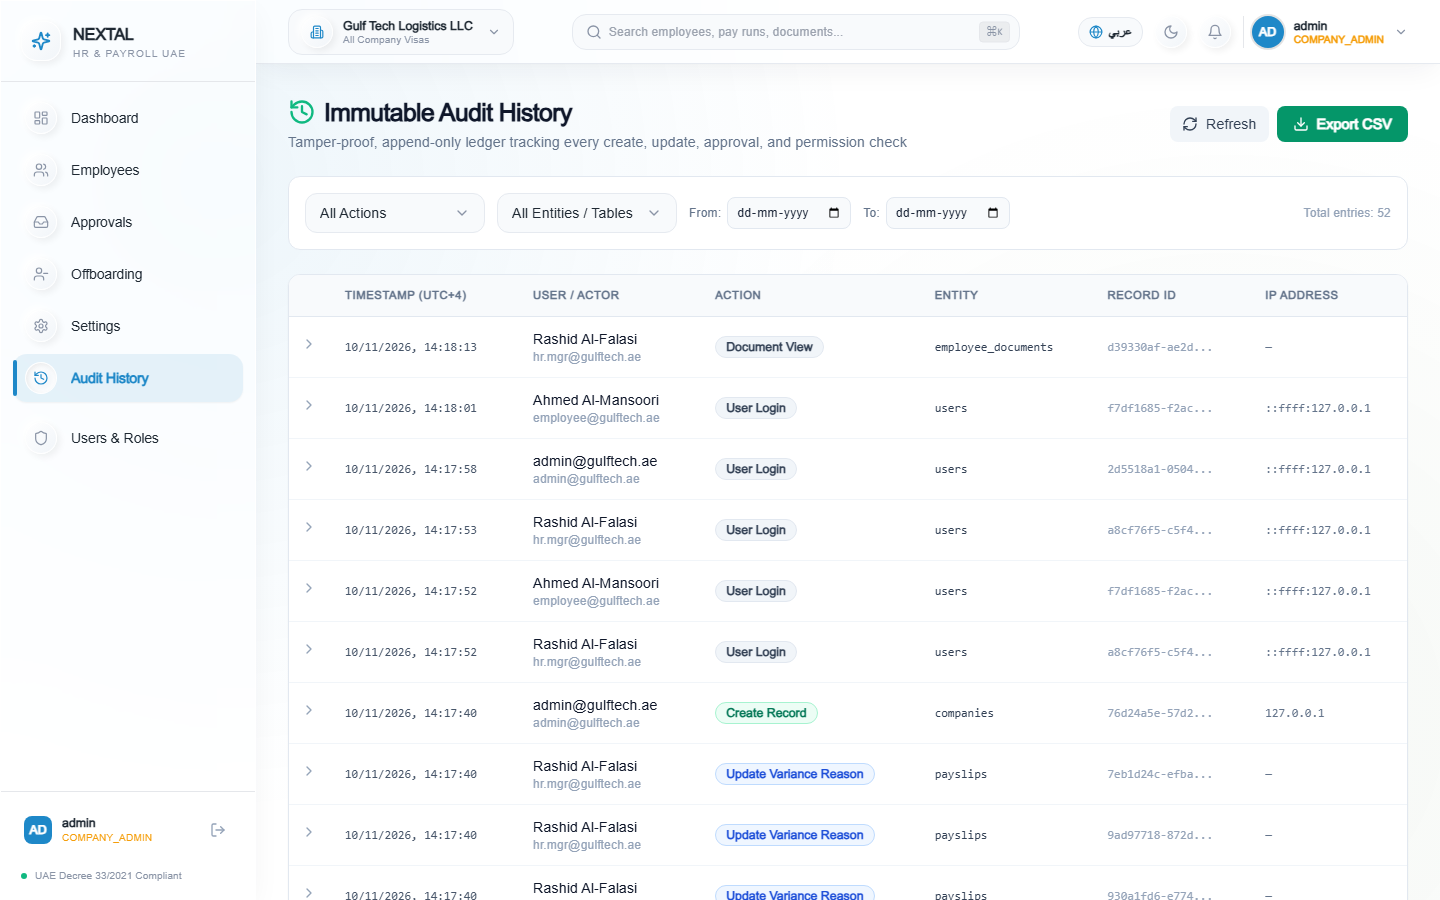 NEXTAL
HR & PAYROLL UAE
Gulf Tech Logistics LLC
All Company Visas
Search employees, pay runs, documents...
⌘K
عربي
AD
admin
COMPANY_ADMIN
Dashboard
Employees
Approvals
Offboarding
Settings
Audit History
Users & Roles
Immutable Audit History
Tamper-proof, append-only ledger tracking every create, update, approval, and permission check
Refresh
Export CSV
All Actions
All Entities / Tables
From:
dd-mm-yyyy
To:
dd-mm-yyyy
Total entries: 52
TIMESTAMP (UTC+4) USER / ACTOR ACTION ENTITY RECORD ID IP ADDRESS
10/11/2026, 14:18:13 Rashid Al-Falasi Document View employee_documents d39330af-ae2d... —
hr.mgr@gulftech.ae
10/11/2026, 14:18:01 Ahmed Al-Mansoori User Login users f7df1685-f2ac... ::ffff:127.0.0.1
employee@gulftech.ae
10/11/2026, 14:17:58 admin@gulftech.ae User Login users 2d5518a1-0504... ::ffff:127.0.0.1
admin@gulftech.ae
10/11/2026, 14:17:53 Rashid Al-Falasi User Login users a8cf76f5-c5f4... ::ffff:127.0.0.1
hr.mgr@gulftech.ae
10/11/2026, 14:17:52 Ahmed Al-Mansoori User Login users f7df1685-f2ac... ::ffff:127.0.0.1
employee@gulftech.ae
10/11/2026, 14:17:52 Rashid Al-Falasi User Login users a8cf76f5-c5f4... ::ffff:127.0.0.1
hr.mgr@gulftech.ae
10/11/2026, 14:17:40 admin@gulftech.ae Create Record companies 76d24a5e-57d2... 127.0.0.1
admin@gulftech.ae
10/11/2026, 14:17:40 Rashid Al-Falasi Update Variance Reason payslips 7eb1d24c-efba... —
hr.mgr@gulftech.ae
10/11/2026, 14:17:40 Rashid Al-Falasi Update Variance Reason payslips 9ad97718-872d... —
hr.mgr@gulftech.ae
10/11/2026, 14:17:40 Rashid Al-Falasi Update Variance Reason payslips 930a1fd6-e774... —
AD
admin
COMPANY_ADMIN
UAE Decree 33/2021 Compliant